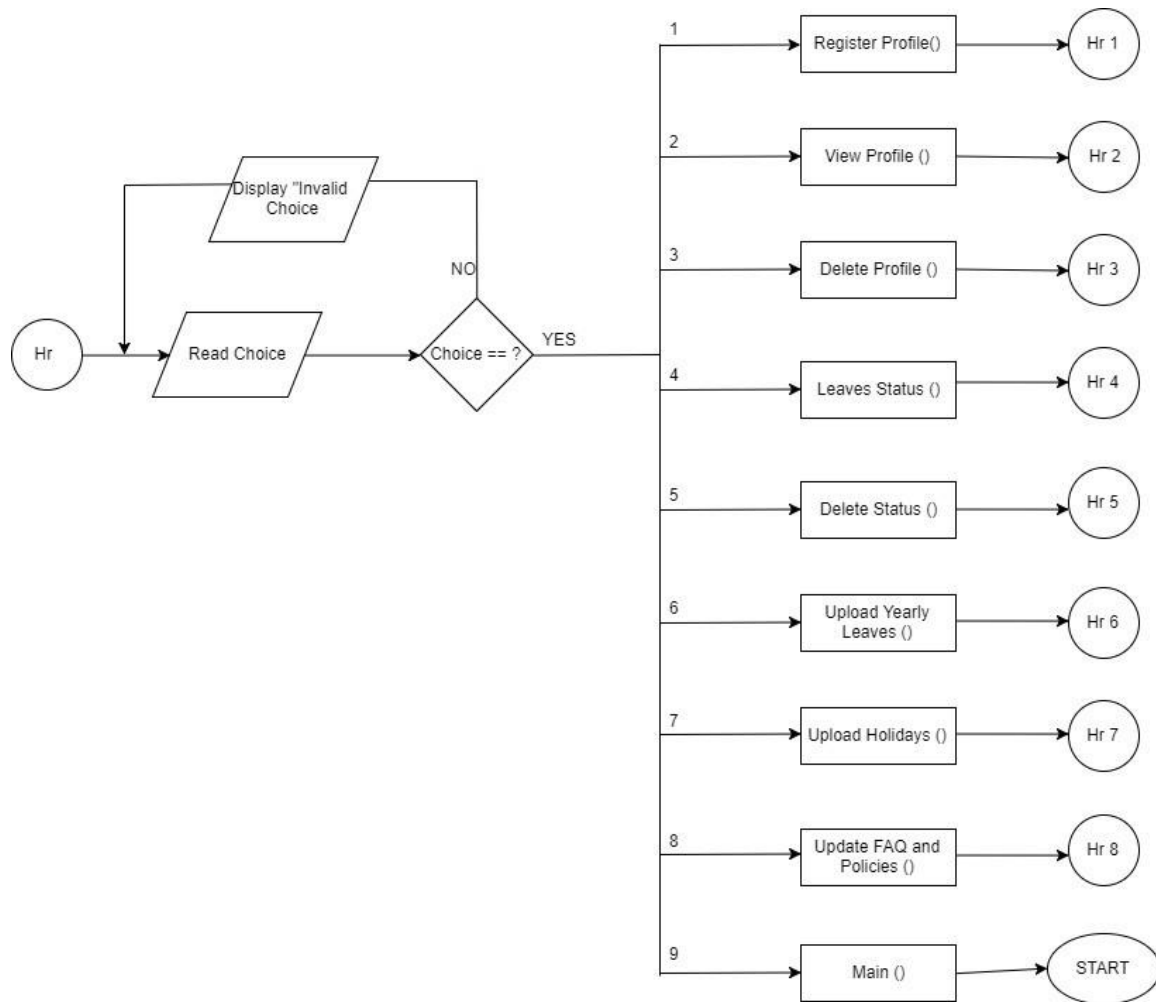 1
Register Profile()
Hr 1
2
View Profile ()
Hr 2
Display "Invalid
Choice
3
Delete Profile ()
Hr 3
NO
Hr
Read Choice
Choice == ?
YES
4
Leaves Status ()
Hr 4
5
Delete Status ()
Hr 5
6
Upload Yearly
Leaves ()
Hr 6
7
Upload Holidays ()
Hr 7
8
Update FAQ and
Policies ()
Hr 8
9
Main ()
START